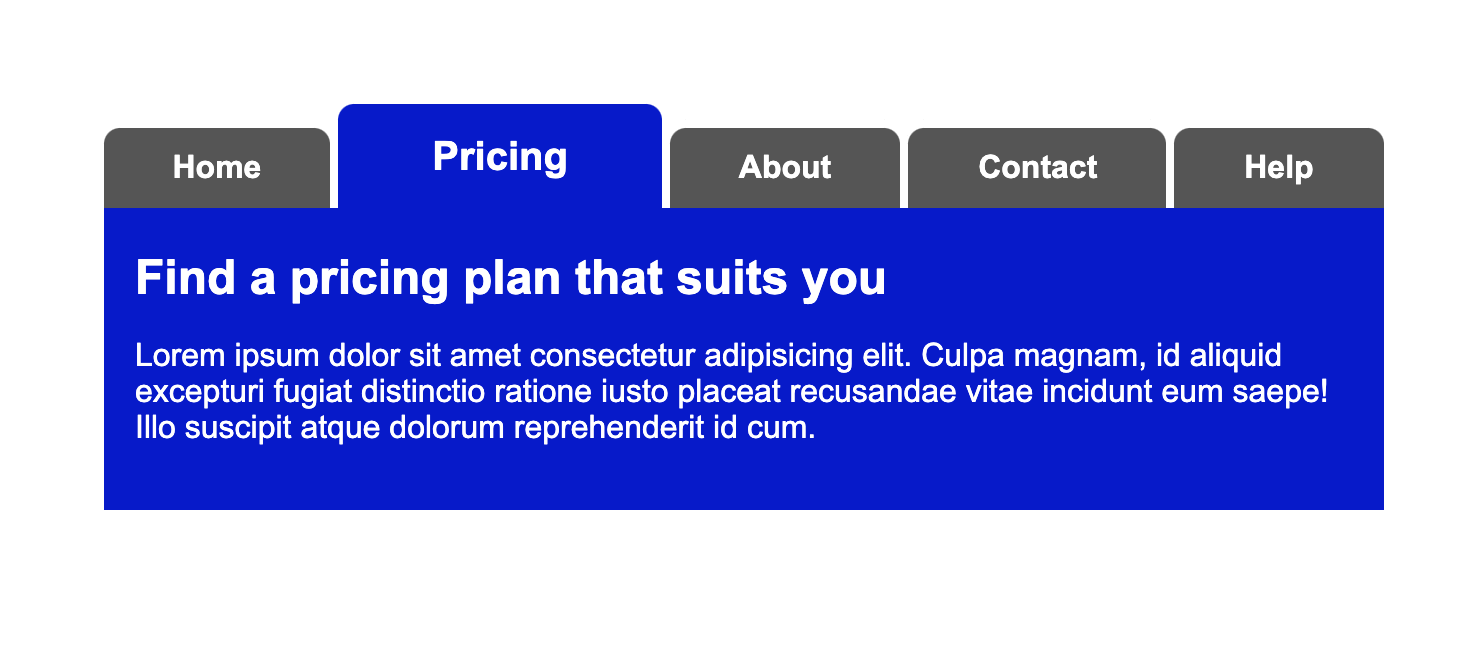 Home
Pricing
About
Contact
Help
Find a pricing plan that suits you
Lorem ipsum dolor sit amet consectetur adipisicing elit. Culpa magnam, id aliquid
excepturi fugiat distinctio ratione iusto placeat recusandae vitae incidunt eum saepe!
Illo suscipit atque dolorum reprehenderit id cum.